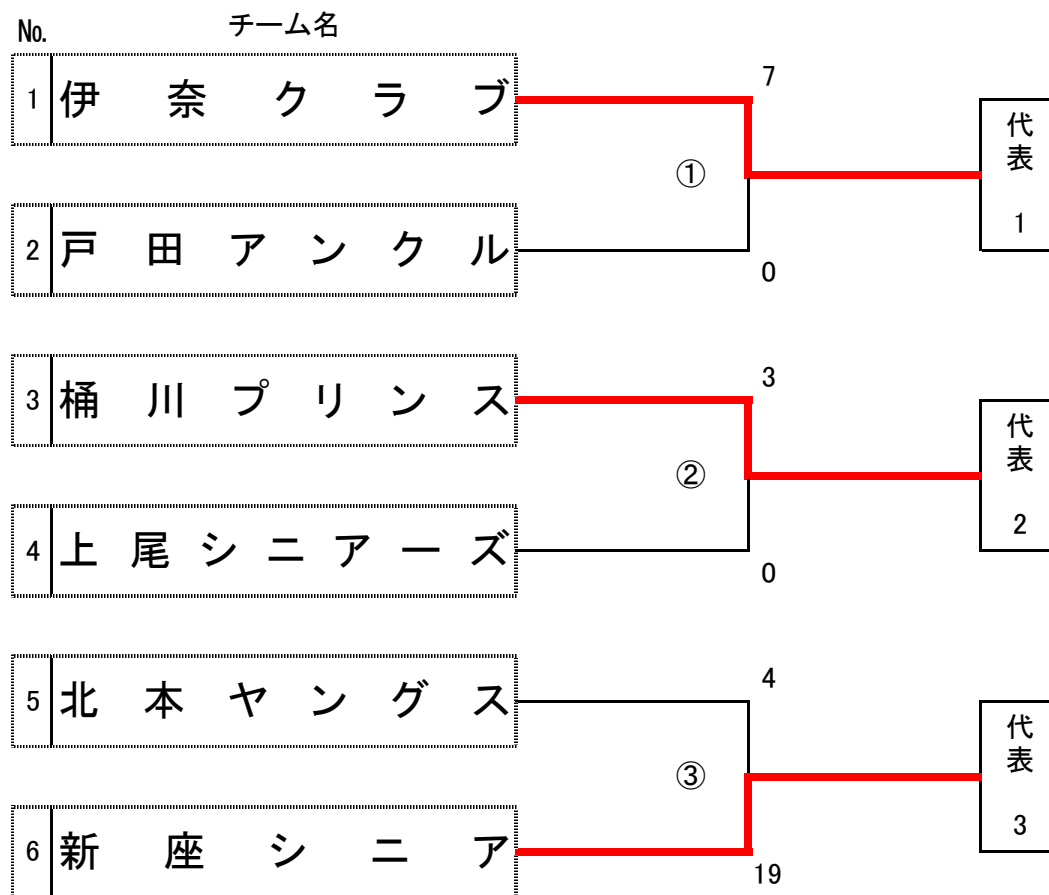 No. チーム名
7
1 伊奈クラブ
① 代表1
2 戸田アンクル
0
3
3 桶川プリンス
② 代表2
4 上尾シニアーズ
0
4
5 北本ヤングス
③ 代表3
6 新座シニア
19